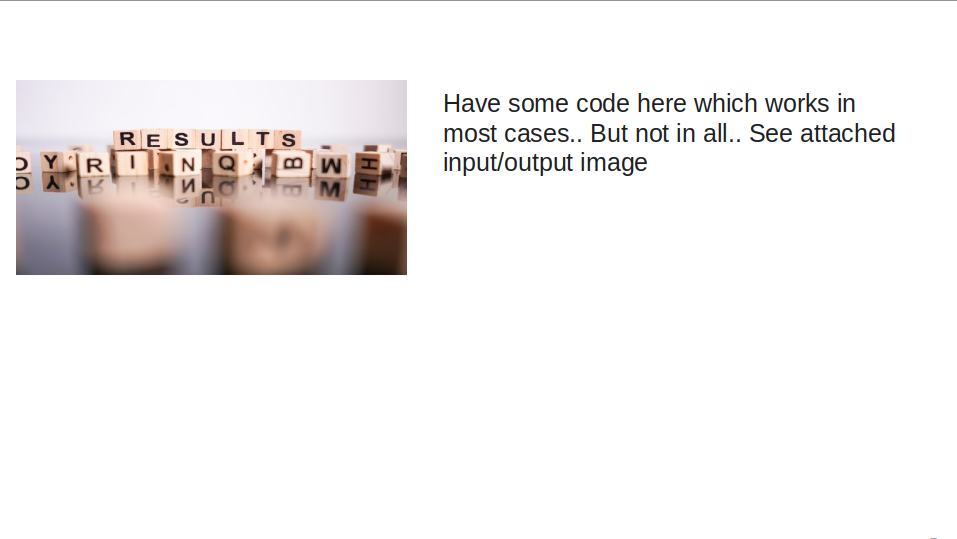 RESULTS
O Y R I N Q B W H
Have some code here which works in
most cases.. But not in all.. See attached
input/output image